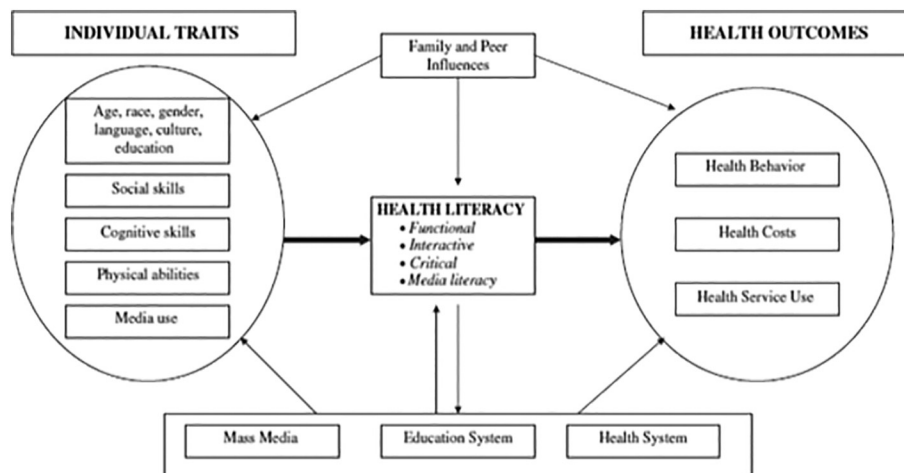 INDIVIDUAL TRAITS
Family and Peer
Influences
HEALTH OUTCOMES
Age, race, gender,
language, culture,
education
Social skills
Cognitive skills
Physical abilities
Media use
HEALTH LITERACY
• Functional
• Interactive
• Critical
• Media literacy
Health Behavior
Health Costs
Health Service Use
Mass Media
Education System
Health System